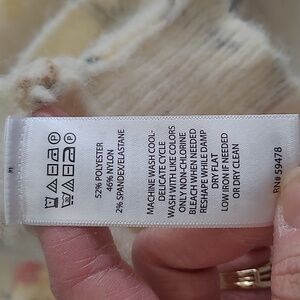 M
52% POLYESTER
46% NYLON
2% SPANDEX/ELASTANE
MACHINE WASH COOL-
DELICATE CYCLE
WASH WITH LIKE COLORS
ONLY NON-CHLORINE
BLEACH WHEN NEEDED
RESHAPE WHILE DAMP
DRY FLAT
LOW IRON IF NEEDED
OR DRY CLEAN
RN# 59478